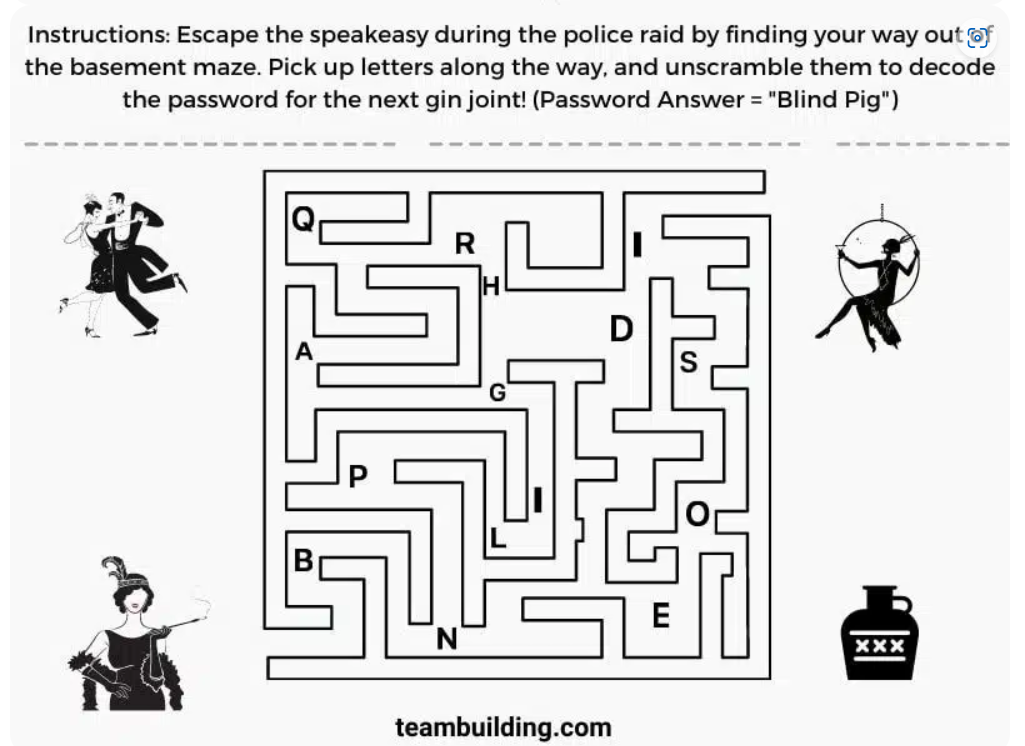 Instructions: Escape the speakeasy during the police raid by finding your way out of
the basement maze. Pick up letters along the way, and unscramble them to decode
the password for the next gin joint! (Password Answer = "Blind Pig")
Q
R
I
H
D
A
S
G
P
I
O
L
B
E
N
XXX
teambuilding.com